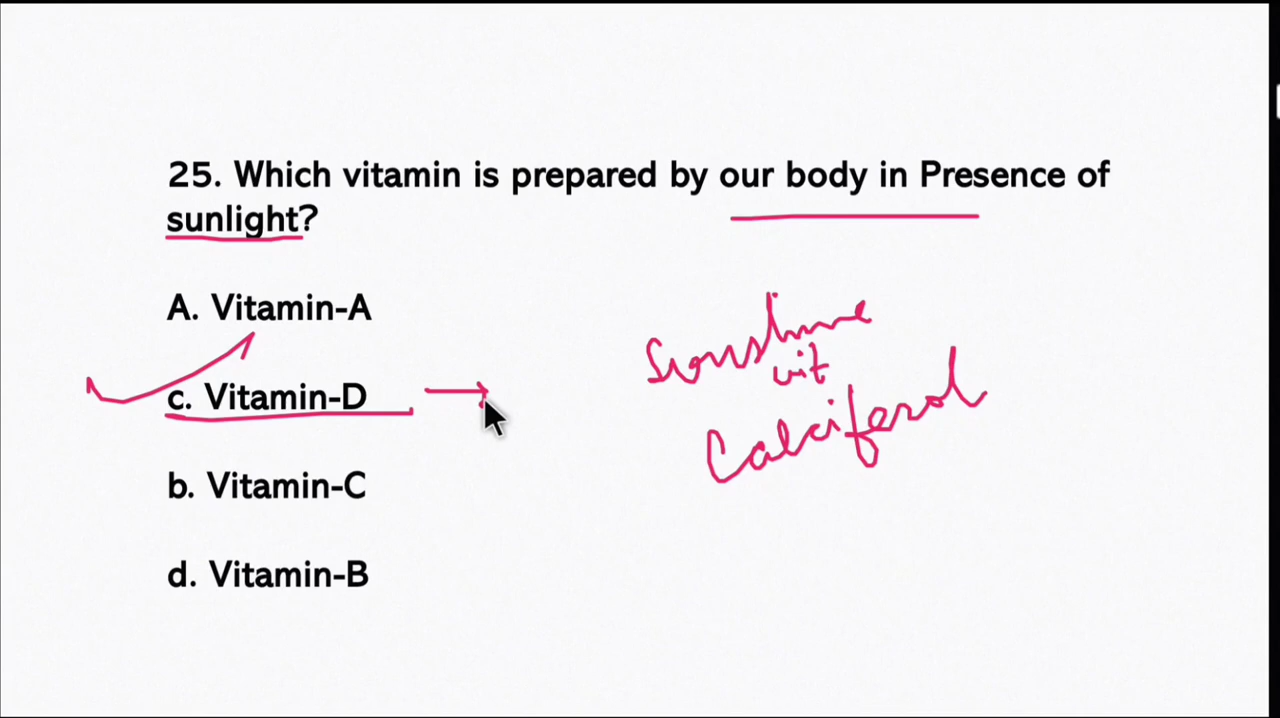 25. Which vitamin is prepared by our body in Presence of
sunlight?
A. Vitamin-A
c. Vitamin-D
b. Vitamin-C
d. Vitamin-B
Sunshine
vit
Calciferol